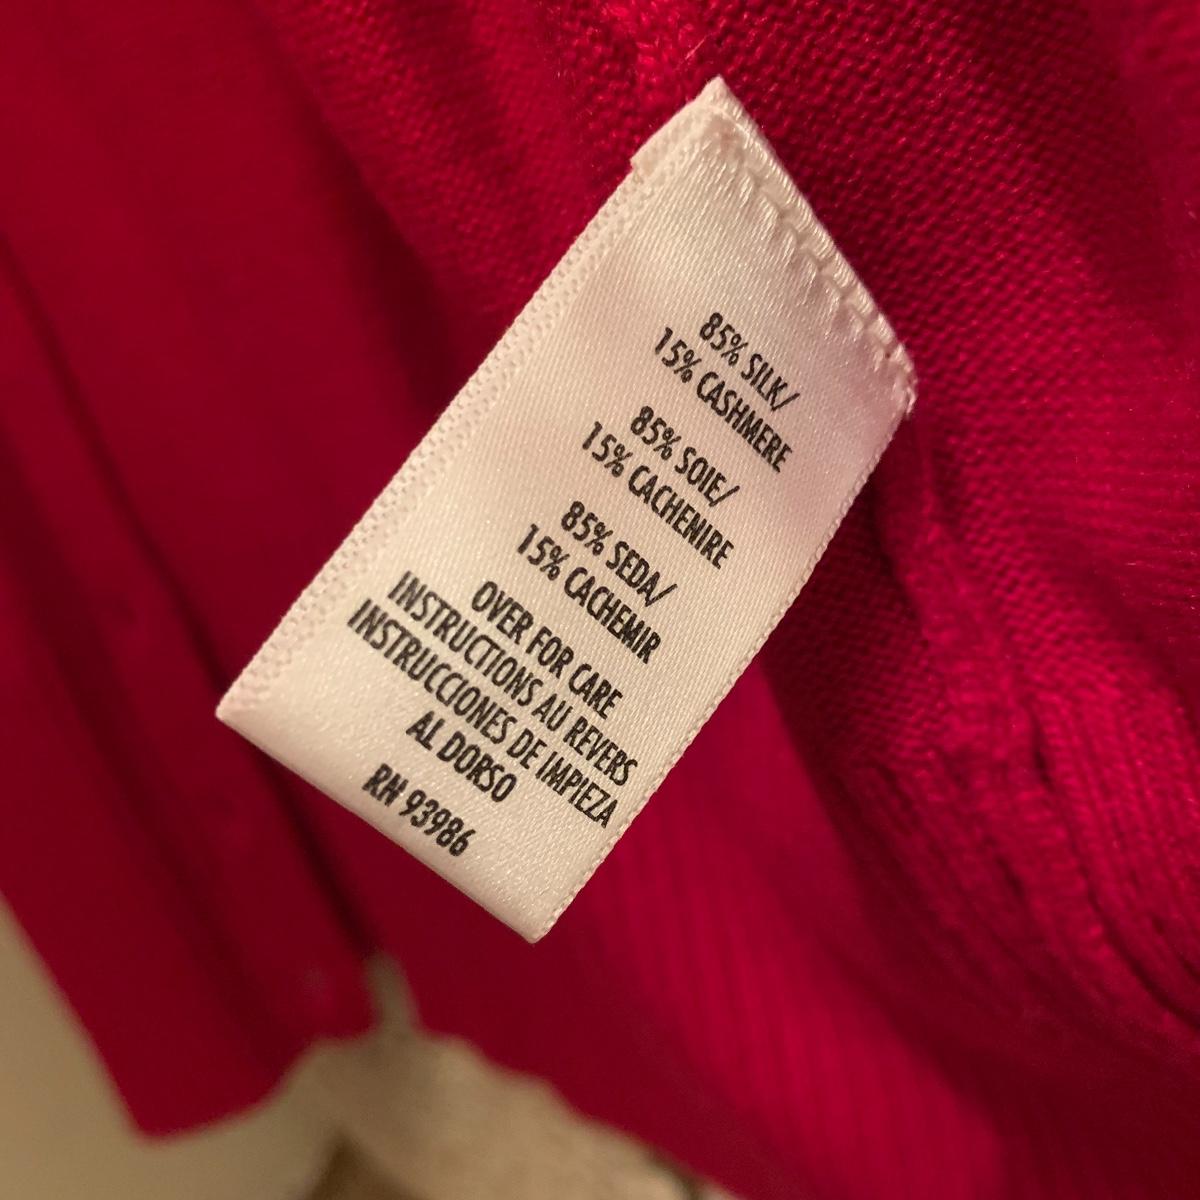 85% SILK/
15% CASHMERE
85% SOIE/
15% CACHENIRE
85% SEDA/
15% CACHEMIR
OVER FOR CARE
INSTRUCTIONS AU REVERS
INSTRUCCIONES DE IMPIEZA
AL DORSO
RN 93986